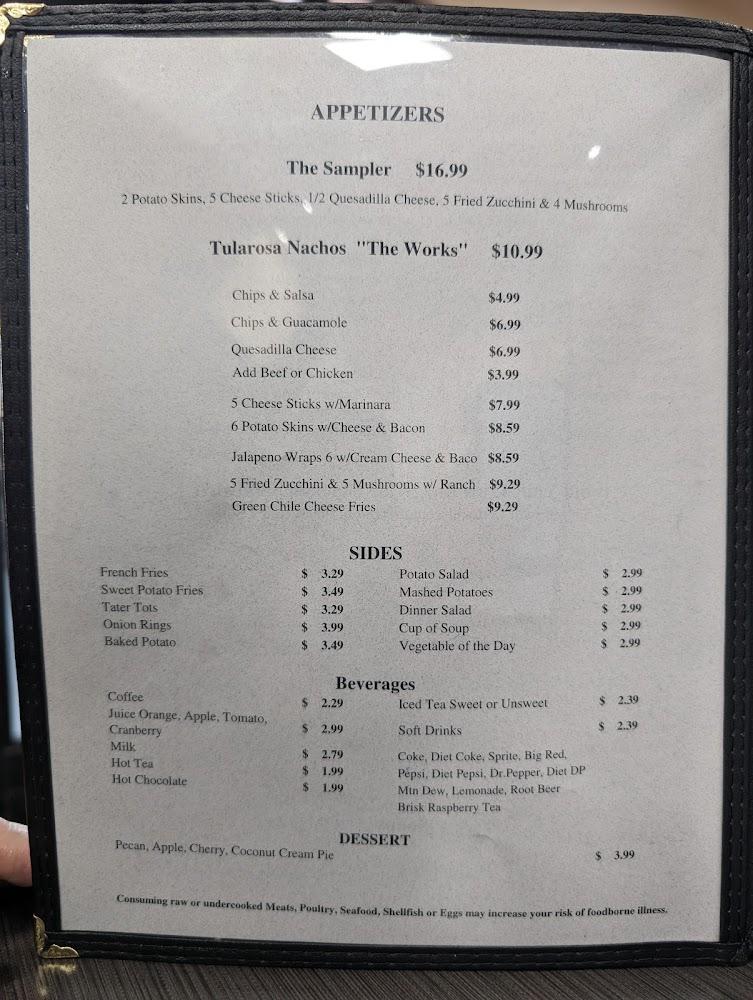 APPETIZERS
The Sampler $16.99
2 Potato Skins, 5 Cheese Sticks, 1/2 Quesadilla Cheese, 5 Fried Zucchini & 4 Mushrooms
Tularosa Nachos "The Works" $10.99
Chips & Salsa $4.99
Chips & Guacamole $6.99
Quesadilla Cheese $6.99
Add Beef or Chicken $3.99
5 Cheese Sticks w/Marinara $7.99
6 Potato Skins w/Cheese & Bacon $8.59
Jalapeno Wraps 6 w/Cream Cheese & Baco $8.59
5 Fried Zucchini & 5 Mushrooms w/ Ranch $9.29
Green Chile Cheese Fries $9.29
SIDES
French Fries $ 3.29 Potato Salad $ 2.99
Sweet Potato Fries $ 3.49 Mashed Potatoes $ 2.99
Tater Tots $ 3.29 Dinner Salad $ 2.99
Onion Rings $ 3.99 Cup of Soup $ 2.99
Baked Potato $ 3.49 Vegetable of the Day $ 2.99
Beverages
Coffee $ 2.29 Iced Tea Sweet or Unsweet $ 2.39
Juice Orange, Apple, Tomato,
Cranberry $ 2.99 Soft Drinks $ 2.39
Milk $ 2.79 Coke, Diet Coke, Sprite, Big Red,
Hot Tea $ 1.99 Pepsi, Diet Pepsi, Dr.Pepper, Diet DP
Hot Chocolate $ 1.99 Mtn Dew, Lemonade, Root Beer
Brisk Raspberry Tea
DESSERT
Pecan, Apple, Cherry, Coconut Cream Pie $ 3.99
Consuming raw or undercooked Meats, Poultry, Seafood, Shellfish or Eggs may increase your risk of foodborne illness.